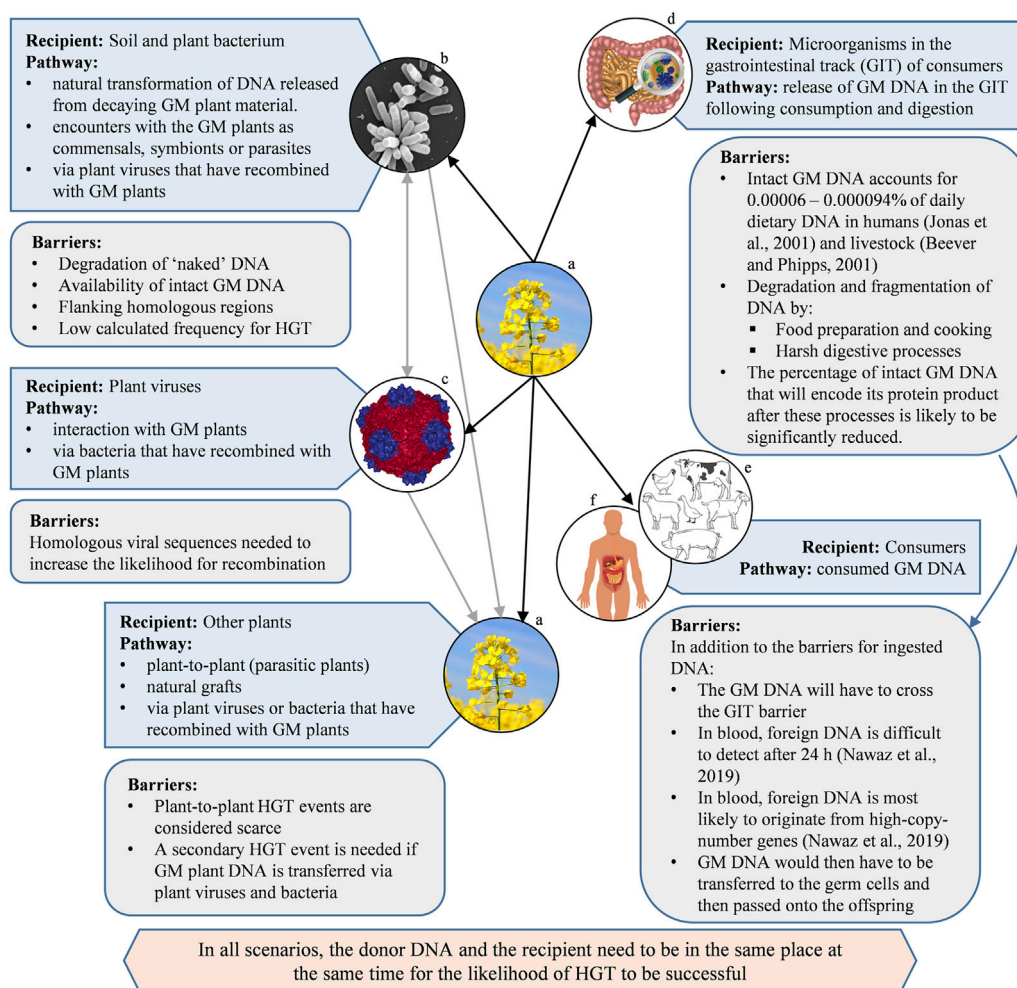 Recipient: Soil and plant bacterium
Pathway:
• natural transformation of DNA released
from decaying GM plant material.
• encounters with the GM plants as
commensals, symbionts or parasites
• via plant viruses that have recombined
with GM plants
b
d
Recipient: Microorganisms in the
gastrointestinal track (GIT) of consumers
Pathway: release of GM DNA in the GIT
following consumption and digestion
Barriers:
• Degradation of ‘naked’ DNA
• Availability of intact GM DNA
• Flanking homologous regions
• Low calculated frequency for HGT
a
Barriers:
• Intact GM DNA accounts for
0.00006 – 0.000094% of daily
dietary DNA in humans (Jonas
et al., 2001) and livestock (Beever
and Phipps, 2001)
• Degradation and fragmentation of
DNA by:
▪ Food preparation and cooking
▪ Harsh digestive processes
• The percentage of intact GM DNA
that will encode its protein product
after these processes is likely to be
significantly reduced.
Recipient: Plant viruses
Pathway:
• interaction with GM plants
• via bacteria that have recombined with
GM plants
c
Barriers:
Homologous viral sequences needed to
increase the likelihood for recombination
e
f
Recipient: Consumers
Pathway: consumed GM DNA
Recipient: Other plants
Pathway:
• plant-to-plant (parasitic plants)
• natural grafts
• via plant viruses or bacteria that have
recombined with GM plants
a
Barriers:
• Plant-to-plant HGT events are
considered scarce
• A secondary HGT event is needed if
GM plant DNA is transferred via
plant viruses and bacteria
Barriers:
In addition to the barriers for ingested
DNA:
• The GM DNA will have to cross
the GIT barrier
• In blood, foreign DNA is difficult
to detect after 24 h (Nawaz et al.,
2019)
• In blood, foreign DNA is most
likely to originate from high-copy-
number genes (Nawaz et al., 2019)
• GM DNA would then have to be
transferred to the germ cells and
then passed onto the offspring
In all scenarios, the donor DNA and the recipient need to be in the same place at
the same time for the likelihood of HGT to be successful